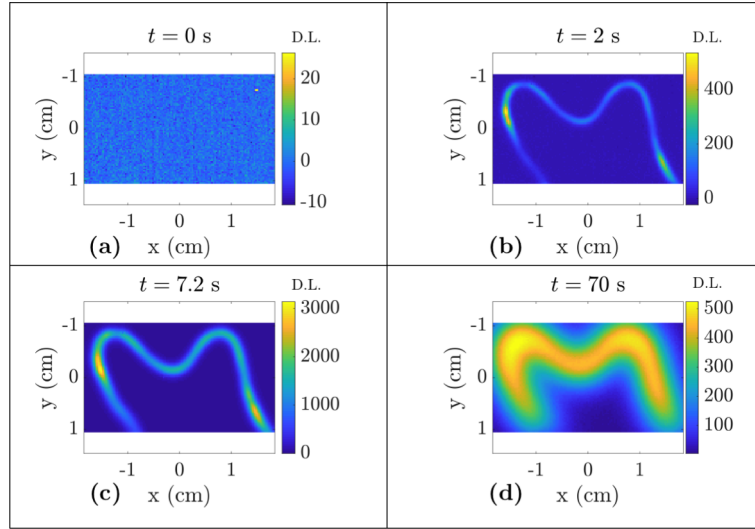 t = 0 s
D.L.
20
10
0
-10
-1
0
1
y (cm)
-1 0 1
(a) x (cm)
t = 2 s
D.L.
400
200
0
-1
0
1
y (cm)
-1 0 1
(b) x (cm)
t = 7.2 s
D.L.
3000
2000
1000
0
-1
0
1
y (cm)
-1 0 1
(c) x (cm)
t = 70 s
D.L.
500
400
300
200
100
-1
0
1
y (cm)
-1 0 1
(d) x (cm)